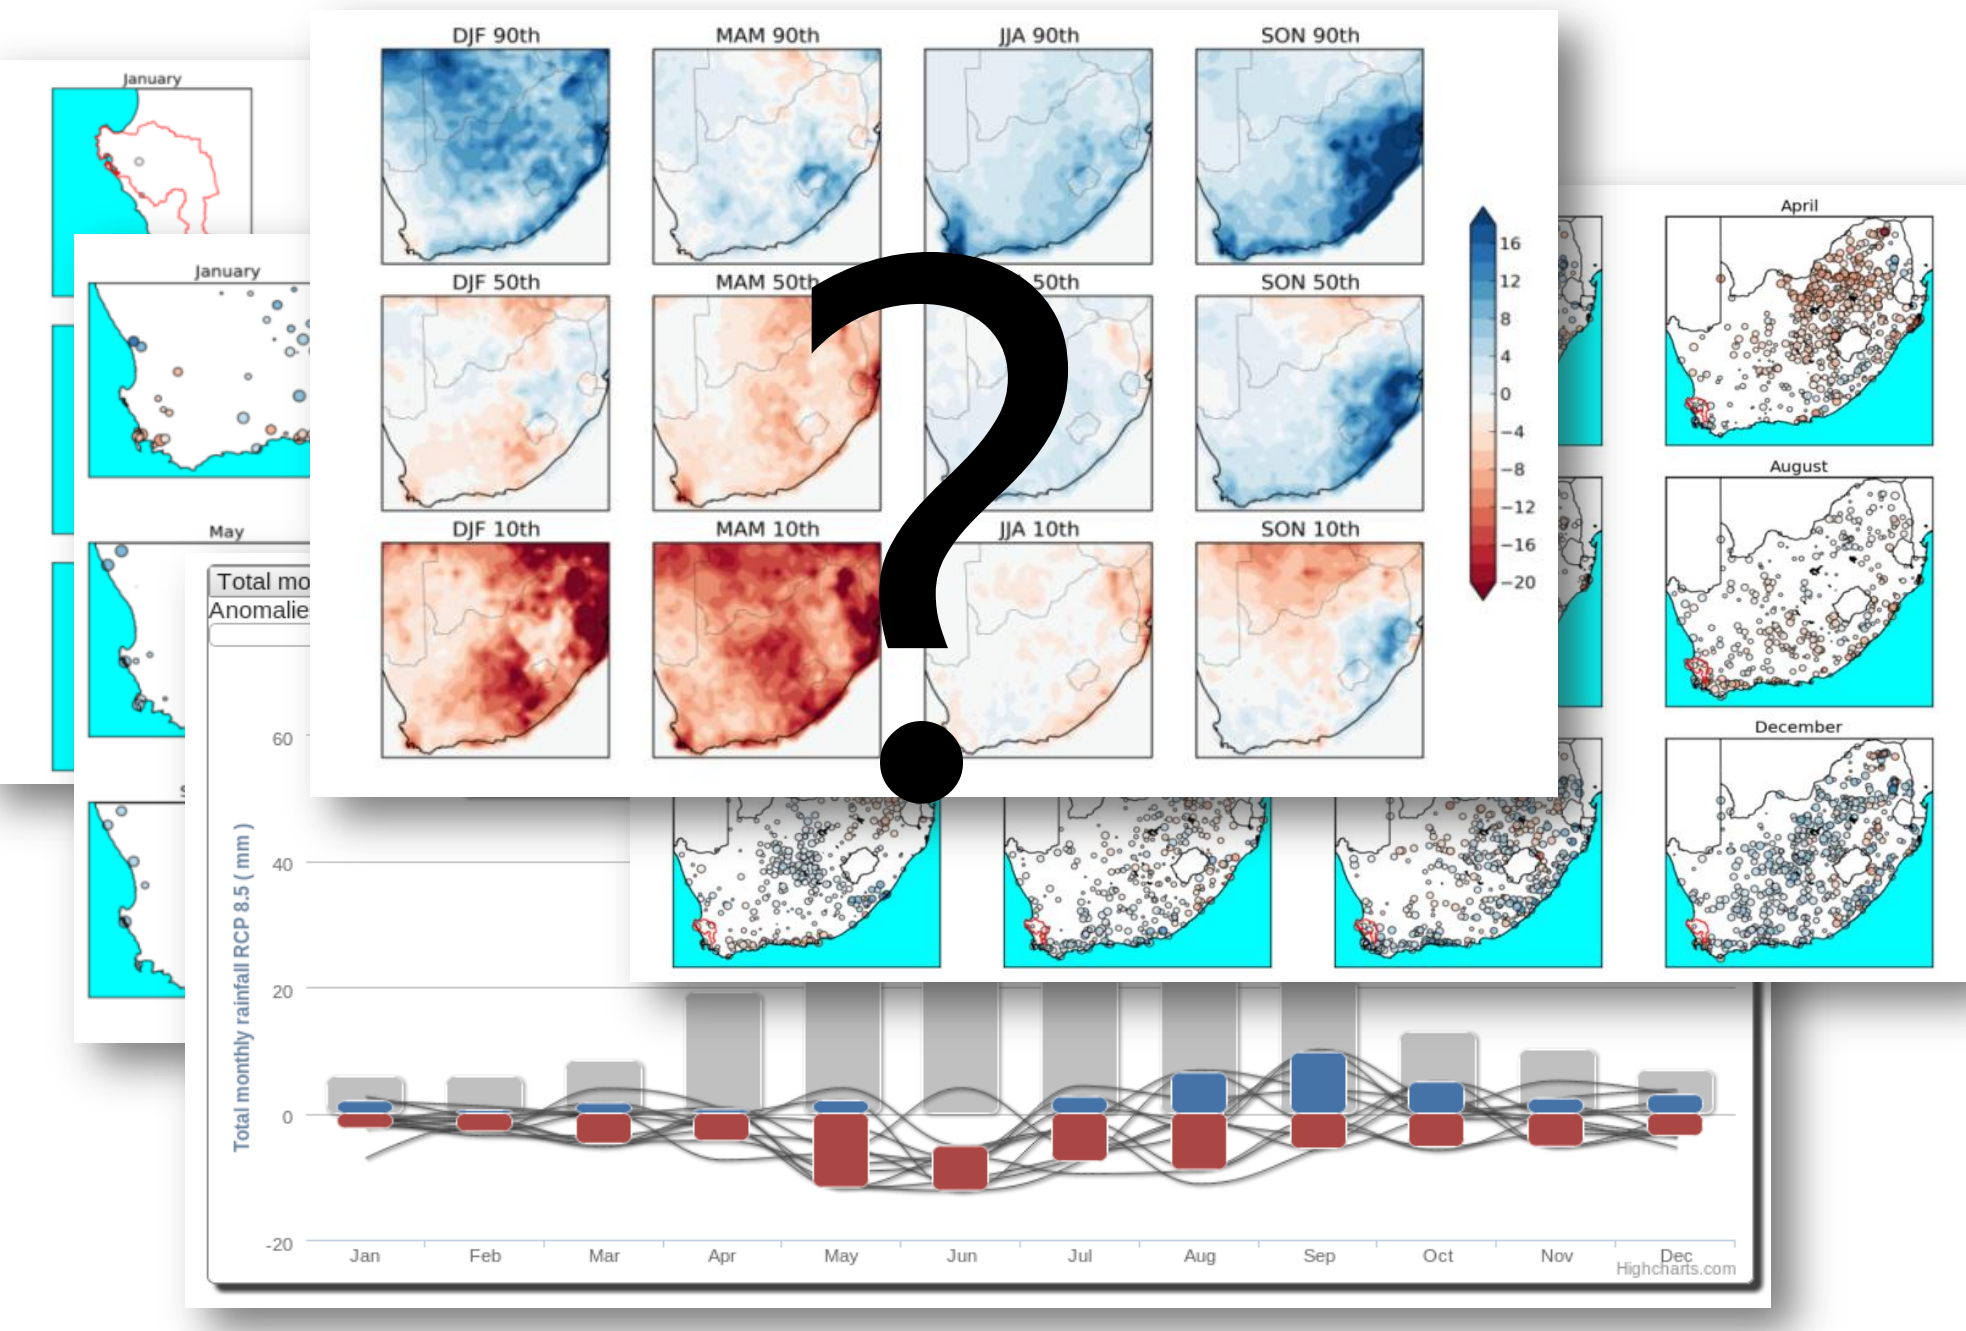 DJF 90th MAM 90th JJA 90th SON 90th
January
April
January
DJF 50th MAM 50th 50th SON 50th
16
12
8
4
0
−4
−8
−12
−16
−20
August
May
DJF 10th MAM 10th JJA 10th SON 10th
Total mo
Anomalie
December
?
Total monthly rainfall RCP 8.5 ( mm )
60
40
20
0
-20
Jan Feb Mar Apr May Jun Jul Aug Sep Oct Nov Dec
Highcharts.com